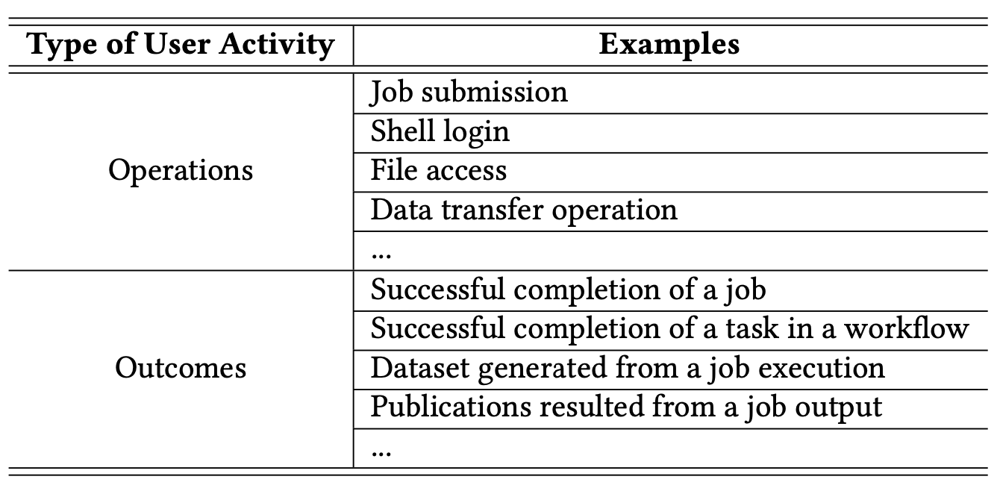 Type of User Activity Examples
Operations
Job submission
Shell login
File access
Data transfer operation
...
Outcomes
Successful completion of a job
Successful completion of a task in a workflow
Dataset generated from a job execution
Publications resulted from a job output
...